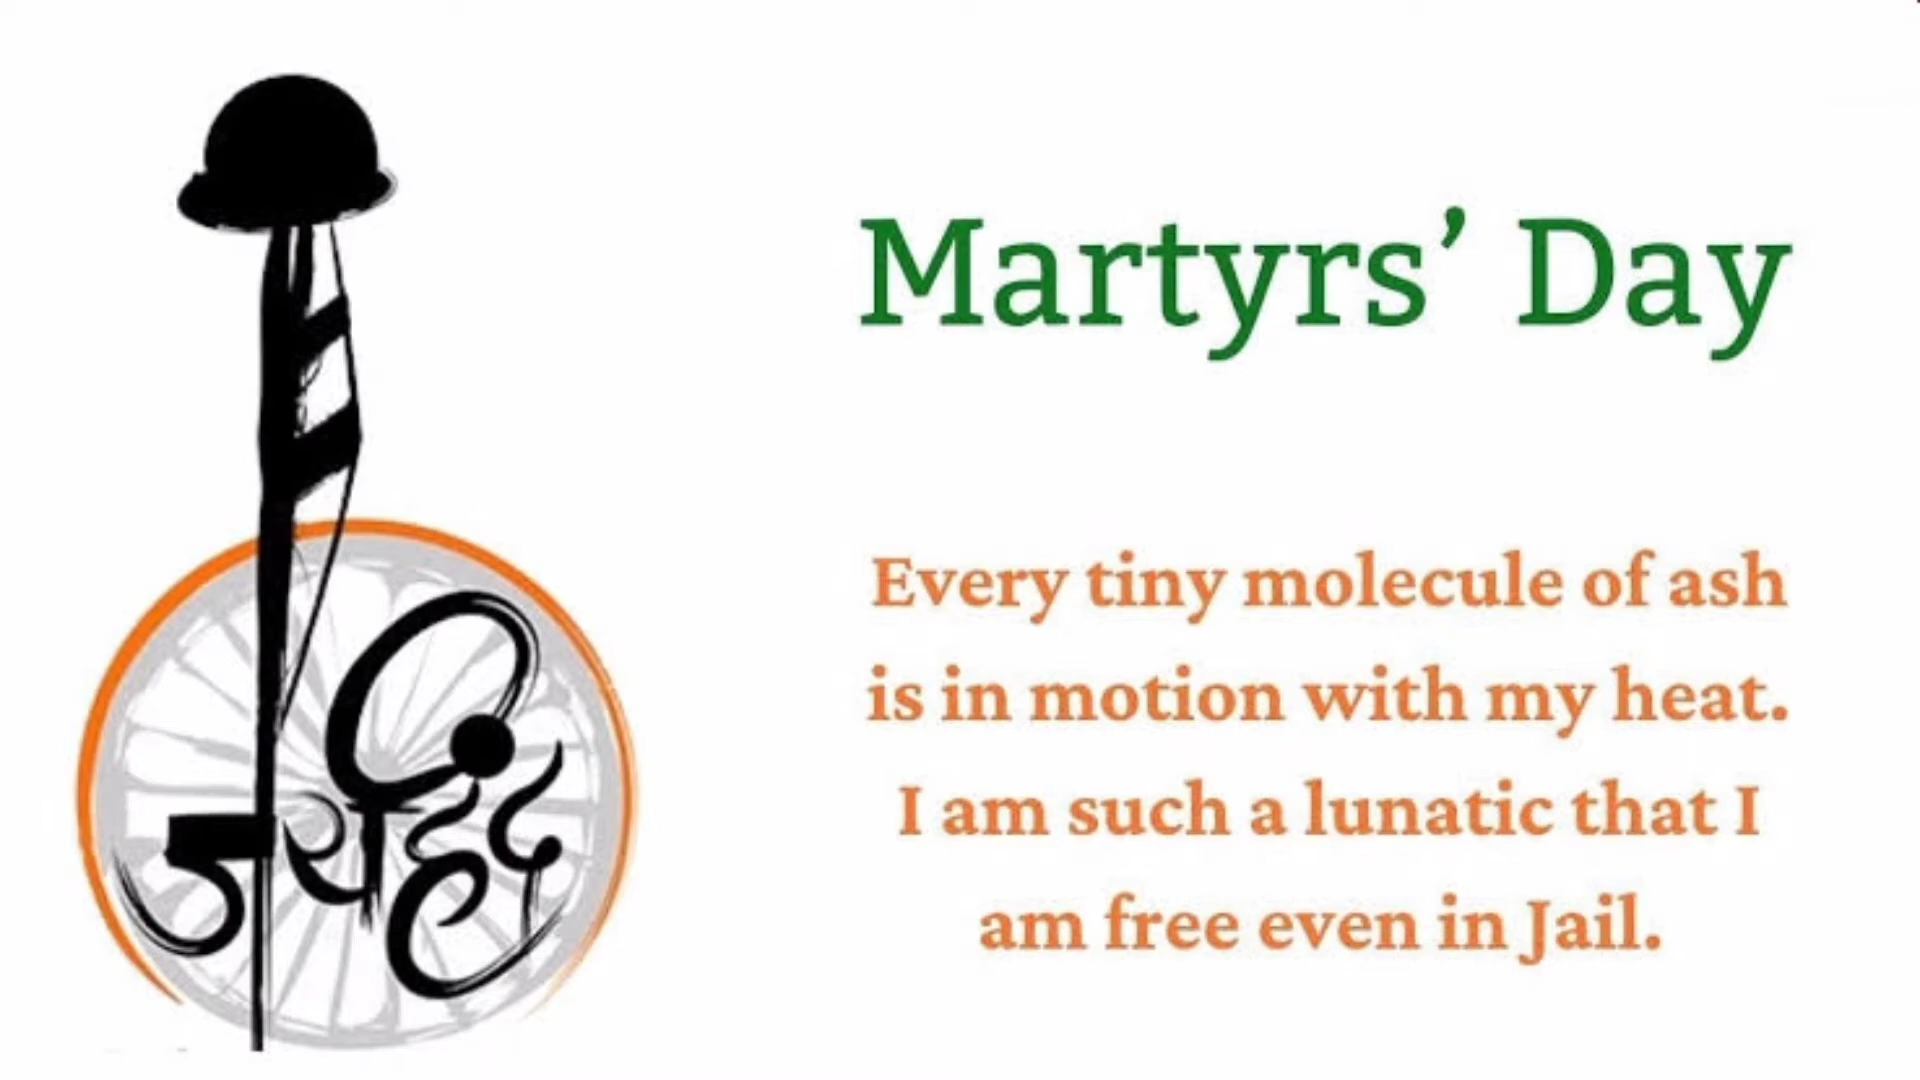 जय हिंद
Martyrs’ Day
Every tiny molecule of ash
is in motion with my heat.
I am such a lunatic that I
am free even in Jail.